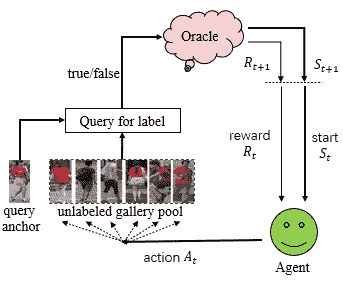 Oracle
true/false
R_{t+1}
S_{t+1}
Query for label
reward
R_t
start
S_t
query
anchor
unlabeled gallery pool
action A_t
Agent